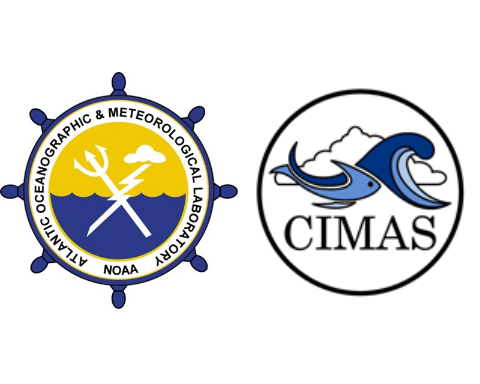 ATLANTIC OCEANOGRAPHIC & METEOROLOGICAL LABORATORY
NOAA
CIMAS